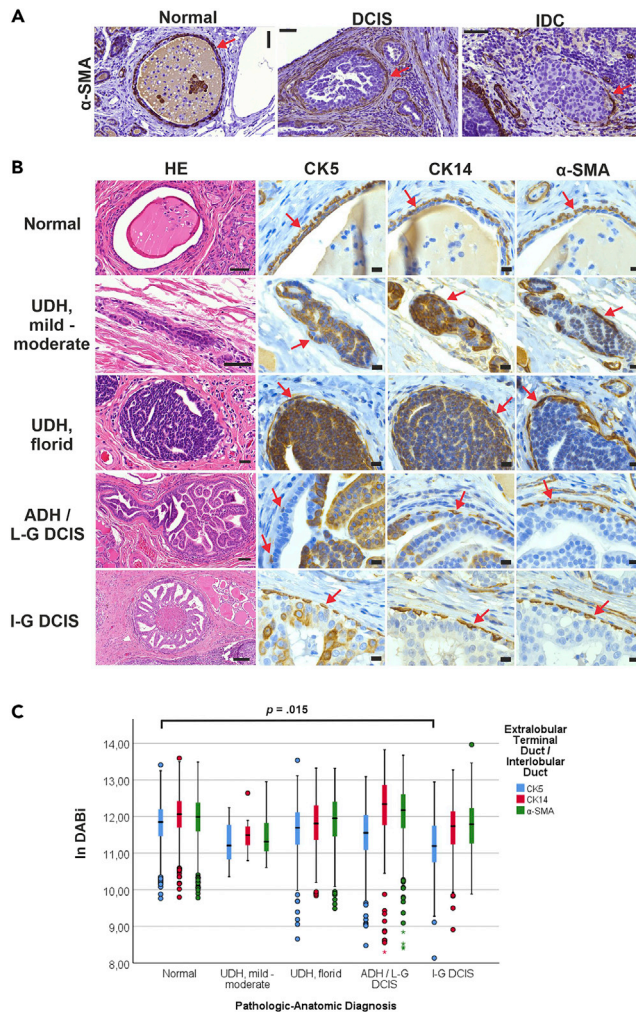 A
Normal
DCIS
IDC
α-SMA
B
HE
CK5
CK14
α-SMA
Normal
UDH,
mild -
moderate
UDH,
florid
ADH /
L-G DCIS
I-G DCIS
C
p = .015
Extralobular
Terminal
Duct /
Interlobular
Duct
CK5
CK14
α-SMA
ln DABi
14,00
13,00
12,00
11,00
10,00
9,00
8,00
Normal
UDH, mild -
moderate
UDH, florid
ADH / L-G
DCIS
I-G DCIS
Pathologic-Anatomic Diagnosis